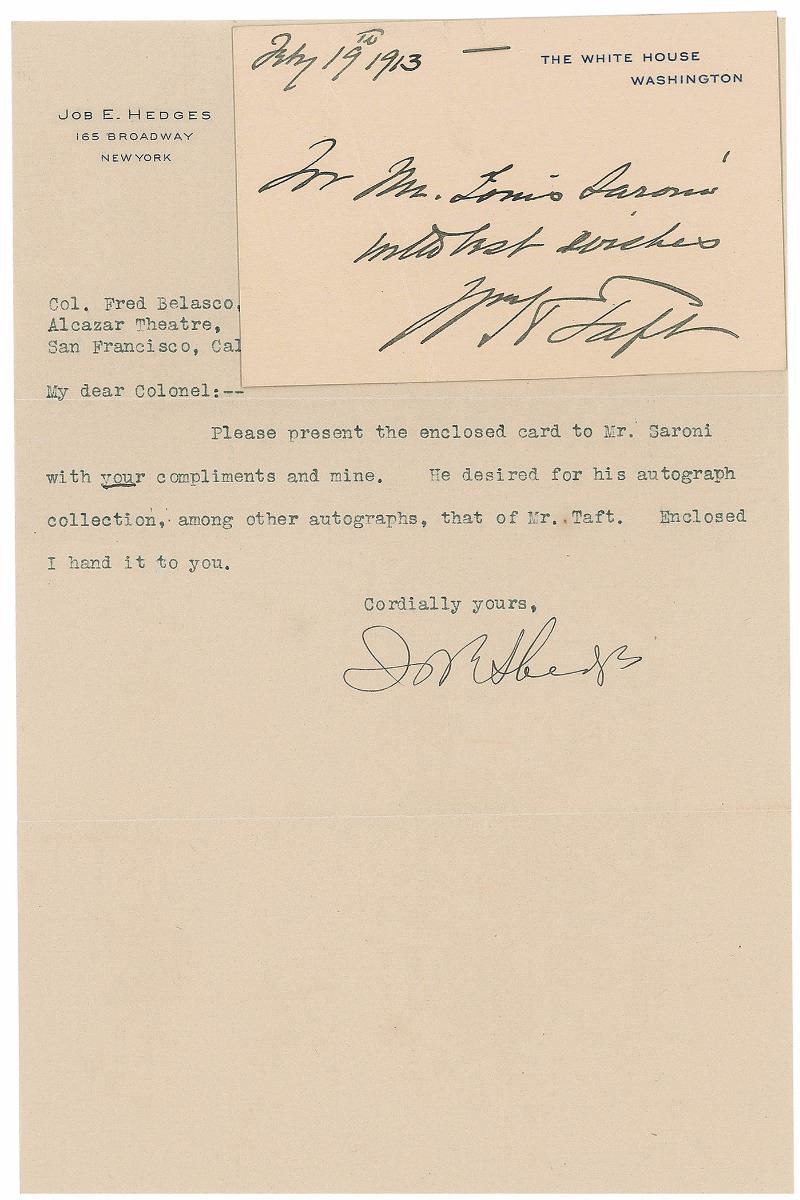 Feby 19th 1913 —
THE WHITE HOUSE
WASHINGTON
For Mr. Louis Saroni
with best wishes
Wm H Taft
JOB E. HEDGES
165 BROADWAY
NEW YORK
Col. Fred Belasco,
Alcazar Theatre,
San Francisco, Cal
My dear Colonel:--
Please present the enclosed card to Mr. Saroni
with your compliments and mine. He desired for his autograph
collection, among other autographs, that of Mr. Taft. Enclosed
I hand it to you.
Cordially yours,
Job E Hedges